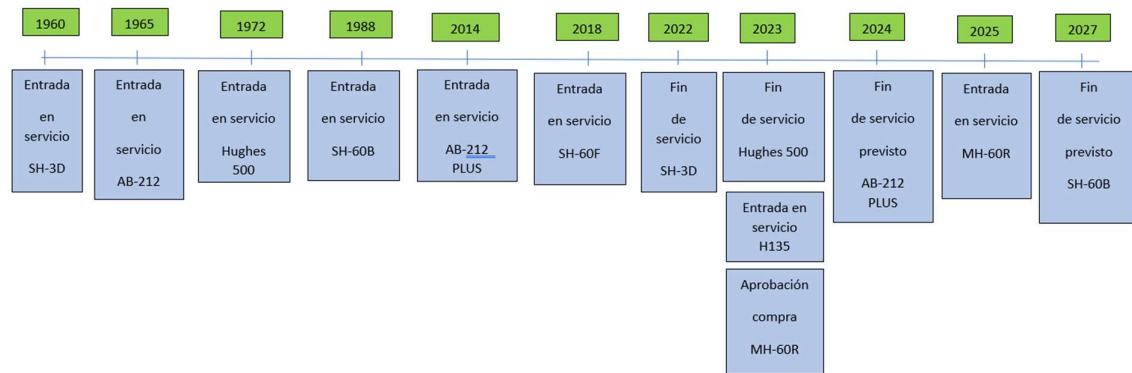 1960
1965
1972
1988
2014
2018
2022
2023
2024
2025
2027
Entrada
en
servicio
SH-3D
Entrada
en
servicio
AB-212
Entrada
en servicio
Hughes
500
Entrada
en servicio
SH-60B
Entrada
en servicio
AB-212
PLUS
Entrada
en servicio
SH-60F
Fin
de
servicio
SH-3D
Fin
de servicio
Hughes 500
Entrada en
servicio
H135
Aprobación
compra
MH-60R
Fin
de servicio
previsto
AB-212
PLUS
Entrada
en servicio
MH-60R
Fin
de servicio
previsto
SH-60B